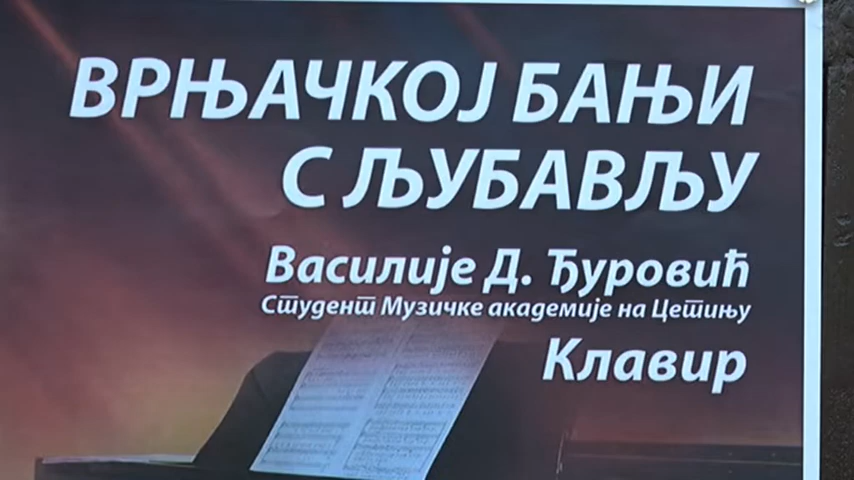 ВРЊАЧКОЈ БАЊИ
С ЉУБАВЉУ
Василије Д. Ђуровић
Студент Музичке академије на Цетињу
Клавир